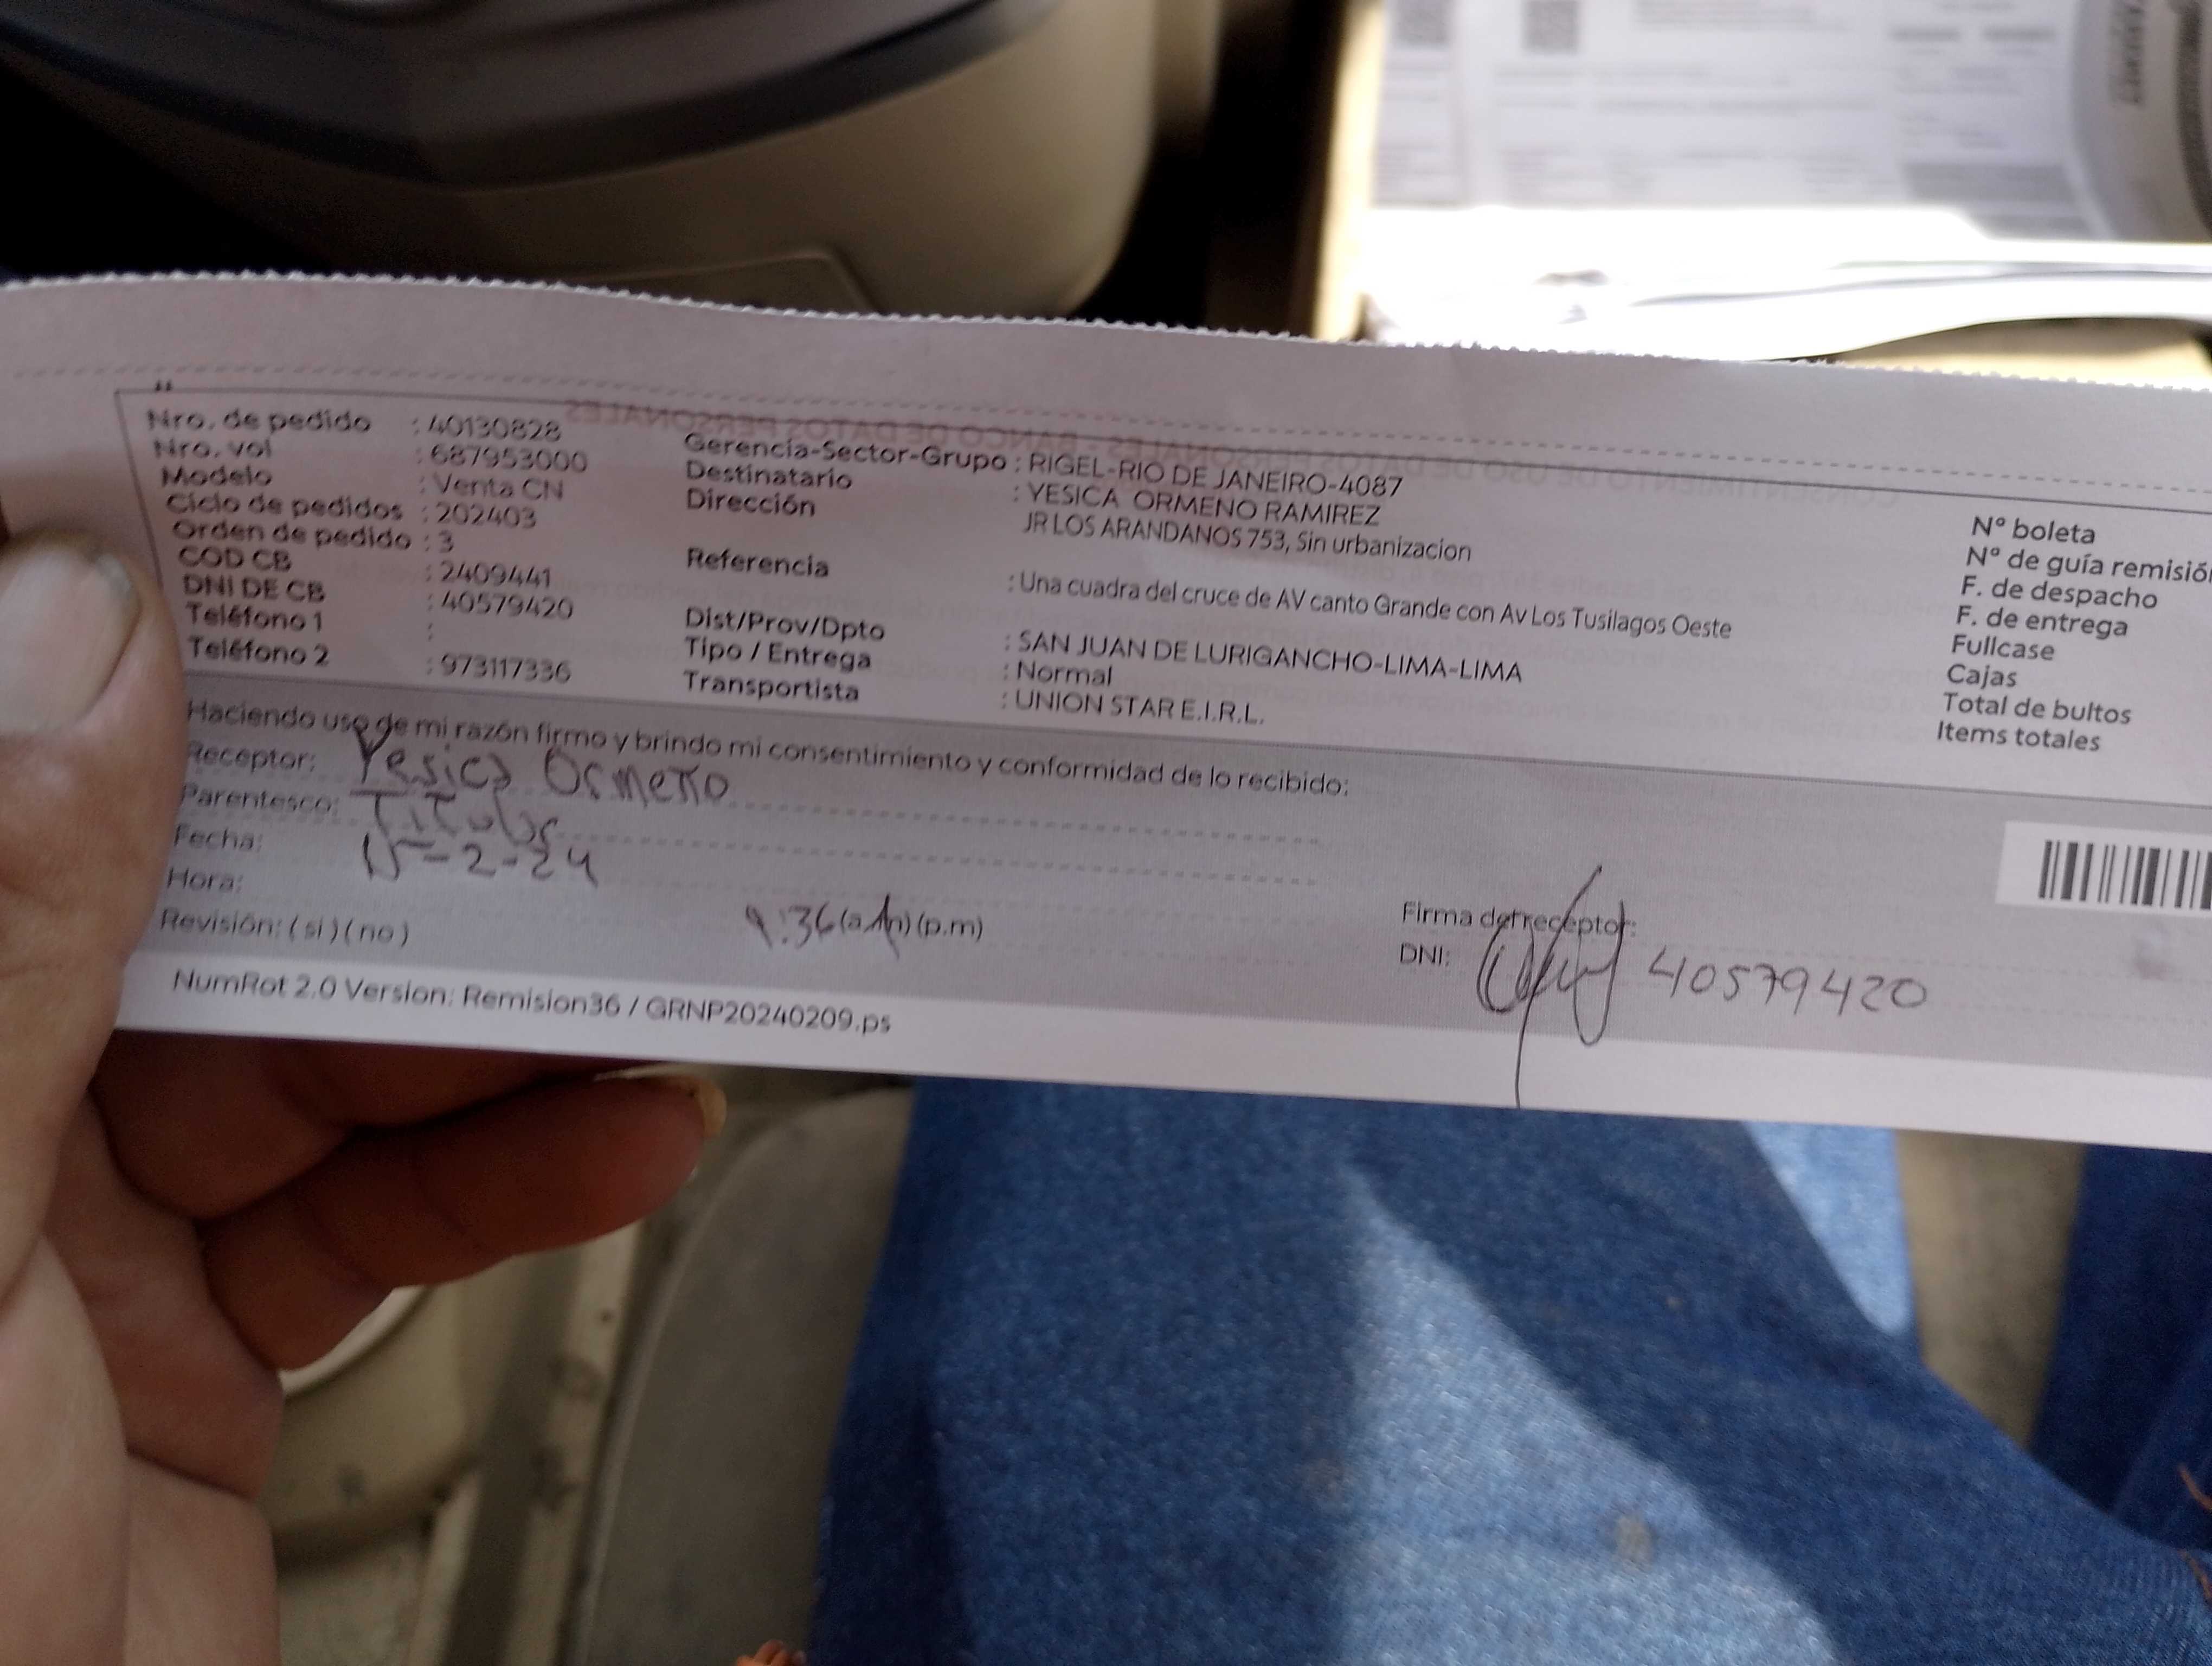 Nro. de pedido : 40130828
Nro. vol : 687953000
Modelo : Venta CN
Ciclo de pedidos : 202403
Orden de pedido : 3
COD CB : 2409441
DNI DE CB : 40579420
Teléfono 1 :
Teléfono 2 : 973117336
Gerencia-Sector-Grupo : RIGEL-RIO DE JANEIRO-4087
Destinatario : YESICA ORMENO RAMIREZ
Dirección JR LOS ARANDANOS 753, Sin urbanizacion
Referencia : Una cuadra del cruce de AV canto Grande con Av Los Tusilagos Oeste
Dist/Prov/Dpto : SAN JUAN DE LURIGANCHO-LIMA-LIMA
Tipo / Entrega : Normal
Transportista : UNION STAR E.I.R.L.
N° boleta
N° de guía remisión
F. de despacho
F. de entrega
Fullcase
Cajas
Total de bultos
Items totales
Haciendo uso de mi razón firmo y brindo mi consentimiento y conformidad de lo recibido:
Receptor: Yesica Ormeño
Parentesco: Titular
Fecha: 15-2-24
Hora: 9:36 (a.m) (p.m)
Revisión: ( si ) ( no )
Firma del receptor:
DNI: 40579420
NumRot 2.0 Version: Remision36 / GRNP20240209.ps